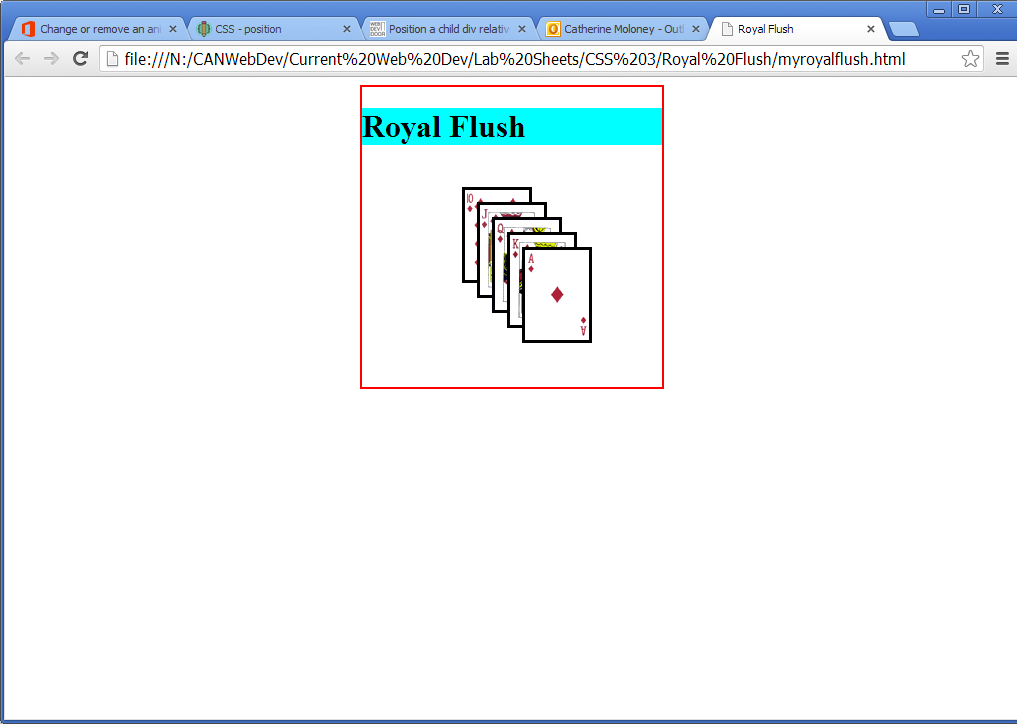 Change or remove an ani
CSS - position
Position a child div relativ
Catherine Moloney - Outl
Royal Flush
file:///N:/CANWebDev/Current%20Web%20Dev/Lab%20Sheets/CSS%203/Royal%20Flush/myroyalflush.html
Royal Flush
10
J
Q
K
A
A